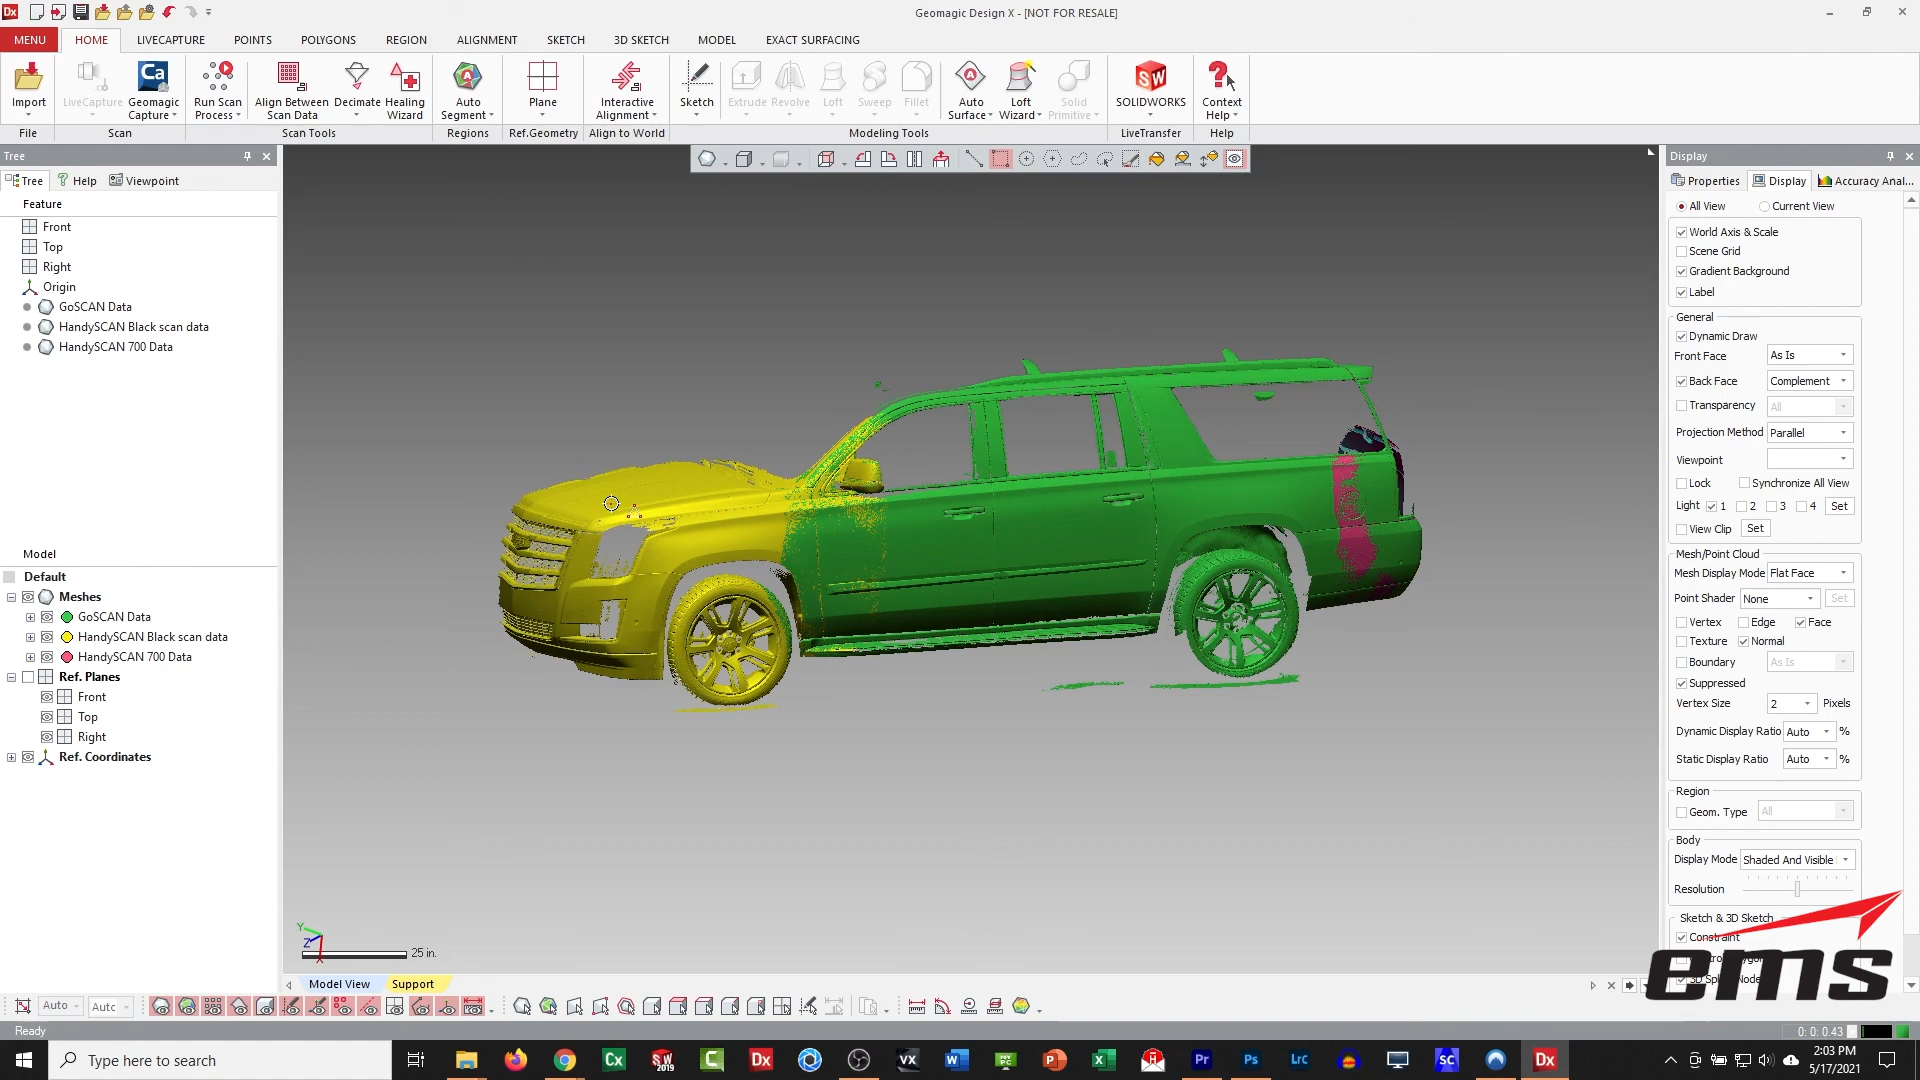 Dx
Geomagic Design X - [NOT FOR RESALE]
MENU HOME LIVECAPTURE POINTS POLYGONS REGION ALIGNMENT SKETCH 3D SKETCH MODEL EXACT SURFACING
Import LiveCapture Geomagic Capture Run Scan Process Align Between Scan Data Decimate Healing Wizard Auto Segment Plane Interactive Alignment Sketch Extrude Revolve Loft Sweep Fillet Auto Surface Loft Wizard Solid Primitive SOLIDWORKS Context Help
File Scan Scan Tools Regions Ref.Geometry Align to World Modeling Tools LiveTransfer Help
Tree
Tree Help Viewpoint
Feature
Front
Top
Right
Origin
GoSCAN Data
HandySCAN Black scan data
HandySCAN 700 Data
Model
Default
Meshes
GoSCAN Data
HandySCAN Black scan data
HandySCAN 700 Data
Ref. Planes
Front
Top
Right
Ref. Coordinates
Y
Z
X
25 in.
Model View Support
Display
Properties Display Accuracy Anal...
All View Current View
World Axis & Scale
Scene Grid
Gradient Background
Label
General
Dynamic Draw
Front Face As Is
Back Face Complement
Transparency All
Projection Method Parallel
Viewpoint
Lock Synchronize All View
Light 1 2 3 4 Set
View Clip Set
Mesh/Point Cloud
Mesh Display Mode Flat Face
Point Shader None Set
Vertex Edge Face
Texture Normal
Boundary As Is
Suppressed
Vertex Size 2 Pixels
Dynamic Display Ratio Auto %
Static Display Ratio Auto %
Region
Geom. Type All
Body
Display Mode Shaded And Visible
Resolution
Sketch & 3D Sketch
Constraint
ems
Auto Auto
Ready
0: 0: 0.43
Type here to search
2:03 PM
5/17/2021